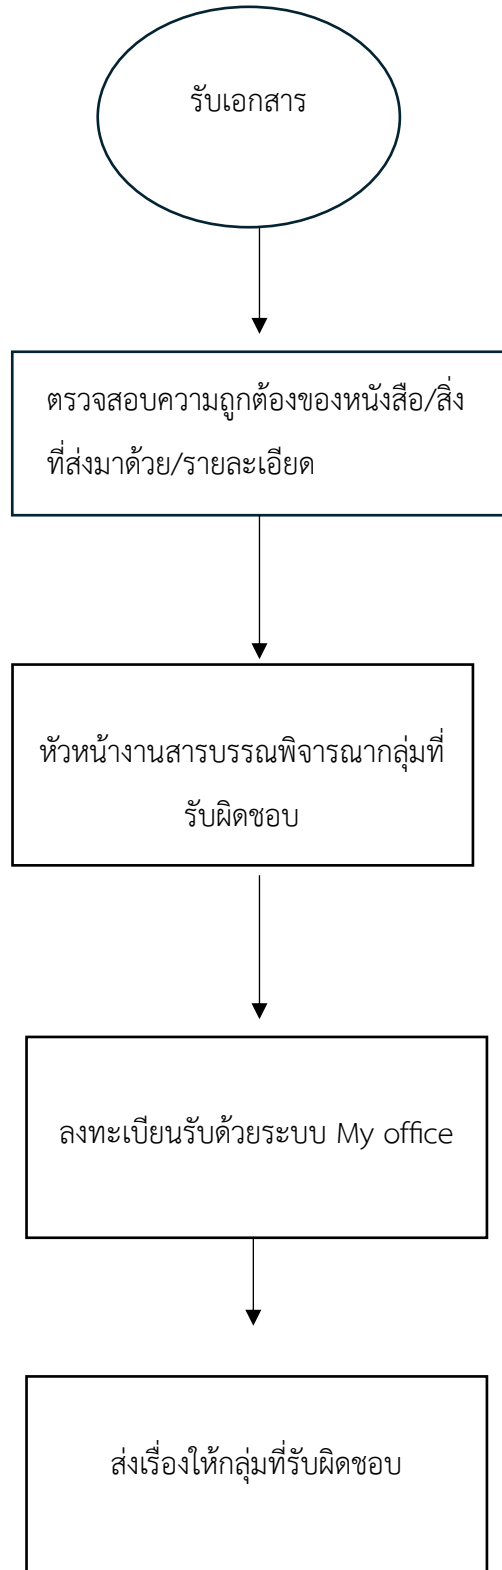 รับเอกสาร
ตรวจสอบความถูกต้องของหนังสือ/สิ่ง
ที่ส่งมาด้วย/รายละเอียด
หัวหน้างานสารบรรณพิจารณากลุ่มที่
รับผิดชอบ
ลงทะเบียนรับด้วยระบบ My office
ส่งเรื่องให้กลุ่มที่รับผิดชอบ